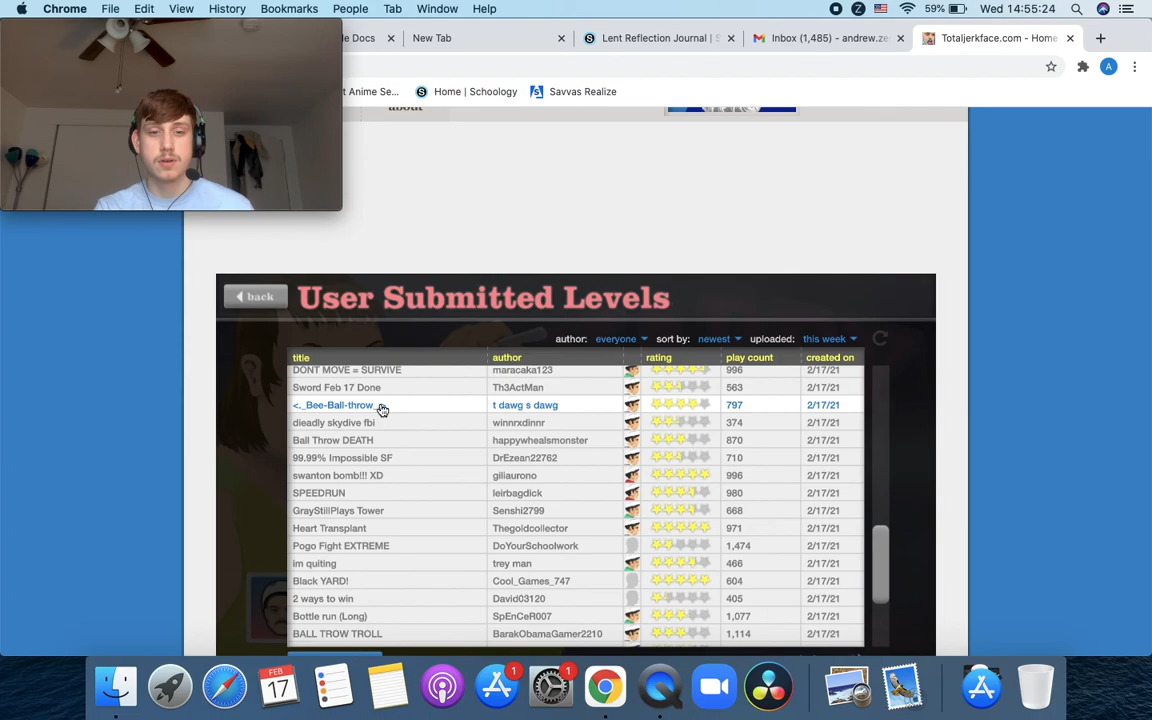 Chrome File Edit View History Bookmarks People Tab Window Help 59% Wed 14:55:24
le Docs New Tab Lent Reflection Journal | S Inbox (1,485) - andrew.ze Totaljerkface.com - Home
t Anime Se... Home | Schoology Savvas Realize
about
back User Submitted Levels
author: everyone sort by: newest uploaded: this week
title author rating play count created on
DONT MOVE = SURVIVE maracaka123 996 2/17/21
Sword Feb 17 Done Th3ActMan 563 2/17/21
<._Bee-Ball-throw_ t dawg s dawg 797 2/17/21
dieadly skydive fbi winnrxdinnr 374 2/17/21
Ball Throw DEATH happywhealsmonster 870 2/17/21
99.99% Impossible SF DrEzean22762 710 2/17/21
swanton bomb!!! XD giliaurono 996 2/17/21
SPEEDRUN leirbagdick 980 2/17/21
GrayStillPlays Tower Senshi2799 668 2/17/21
Heart Transplant Thegoldcollector 971 2/17/21
Pogo Fight EXTREME DoYourSchoolwork 1,474 2/17/21
im quiting trey man 466 2/17/21
Black YARD! Cool_Games_747 604 2/17/21
2 ways to win David03120 405 2/17/21
Bottle run (Long) SpEnCeR007 1,077 2/17/21
BALL TROW TROLL BarakObamaGamer2210 1,114 2/17/21
FEB
17
1
1